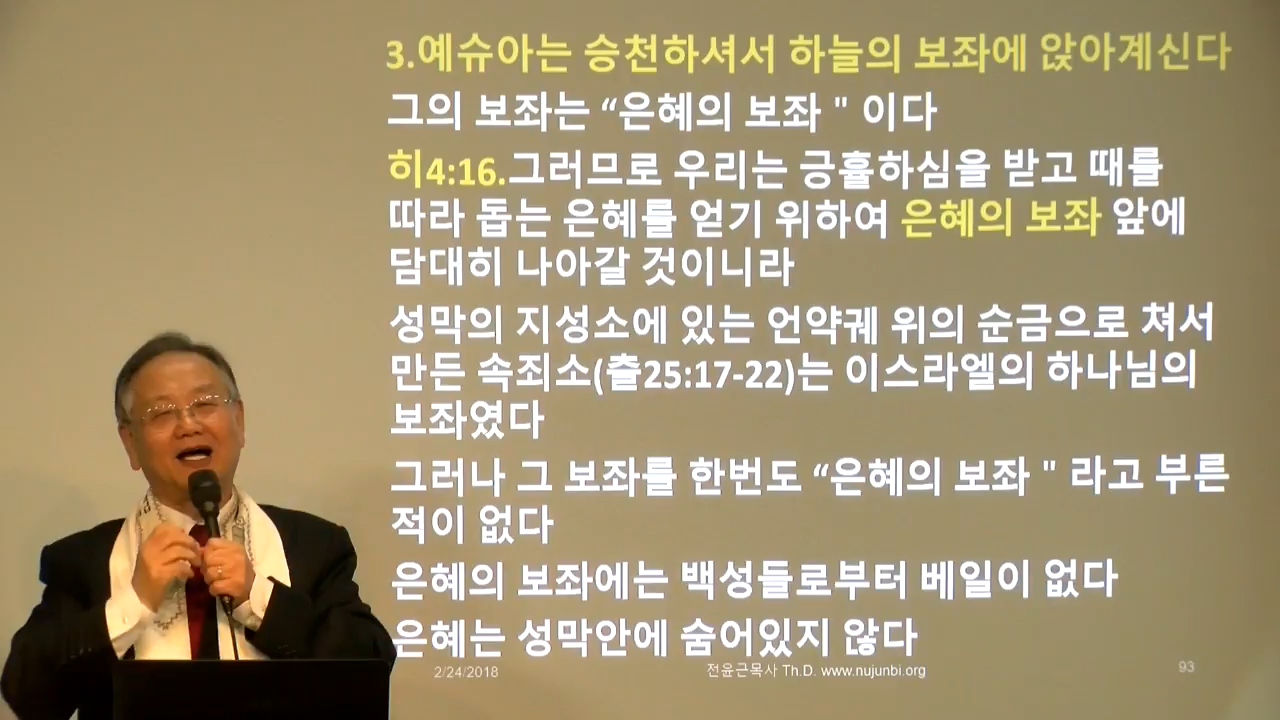 3.예슈아는 승천하셔서 하늘의 보좌에 앉아계신다
그의 보좌는 “은혜의 보좌 " 이다
히4:16.그러므로 우리는 긍휼하심을 받고 때를
따라 돕는 은혜를 얻기 위하여 은혜의 보좌 앞에
담대히 나아갈 것이니라
성막의 지성소에 있는 언약궤 위의 순금으로 쳐서
만든 속죄소(출25:17-22)는 이스라엘의 하나님의
보좌였다
그러나 그 보좌를 한번도 “은혜의 보좌 " 라고 부른
적이 없다
은혜의 보좌에는 백성들로부터 베일이 없다
은혜는 성막안에 숨어있지 않다
2/24/2018 전윤근목사 Th.D. www.nujunbi.org 93